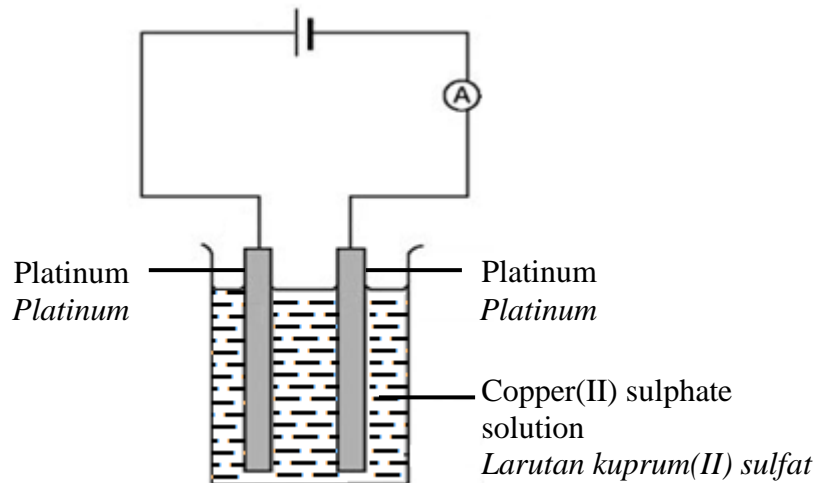 A
Platinum
Platinum
Platinum
Platinum
Copper(II) sulphate
solution
Larutan kuprum(II) sulfat